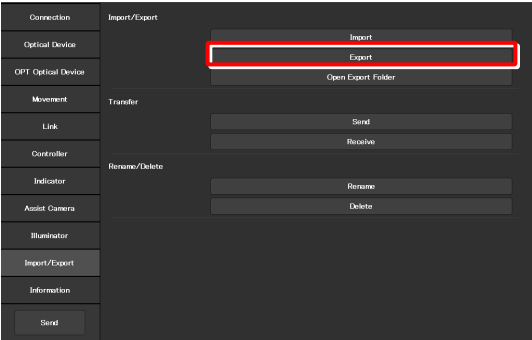 Connection
Optical Device
OPT Optical Device
Movement
Link
Controller
Indicator
Assist Camera
Illuminator
Import/Export
Information
Send
Import/Export
Import
Export
Open Export Folder
Transfer
Send
Receive
Rename/Delete
Rename
Delete